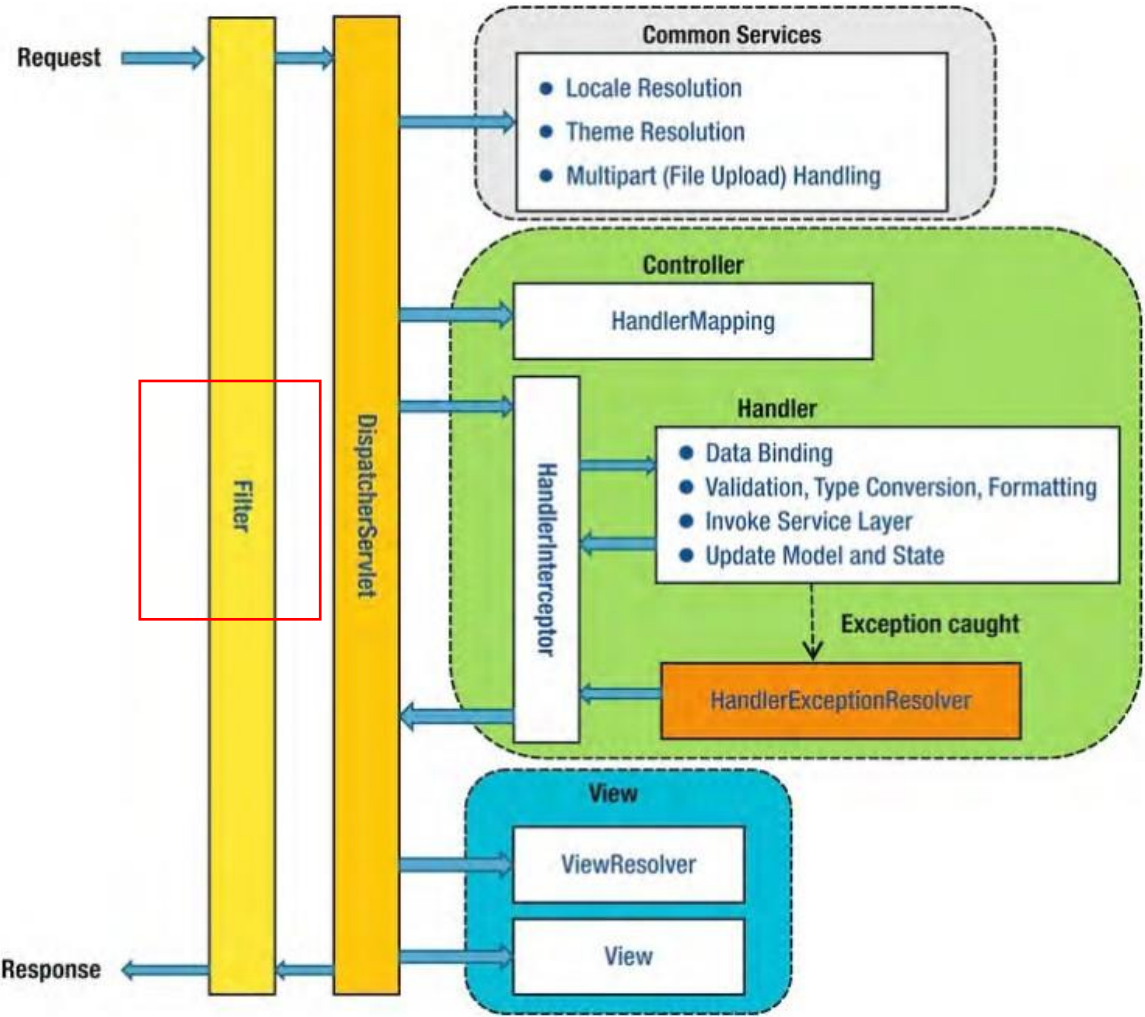 Request
Filter
DispatcherServlet
Common Services
● Locale Resolution
● Theme Resolution
● Multipart (File Upload) Handling
Controller
HandlerMapping
HandlerInterceptor
Handler
● Data Binding
● Validation, Type Conversion, Formatting
● Invoke Service Layer
● Update Model and State
Exception caught
HandlerExceptionResolver
View
ViewResolver
View
Response